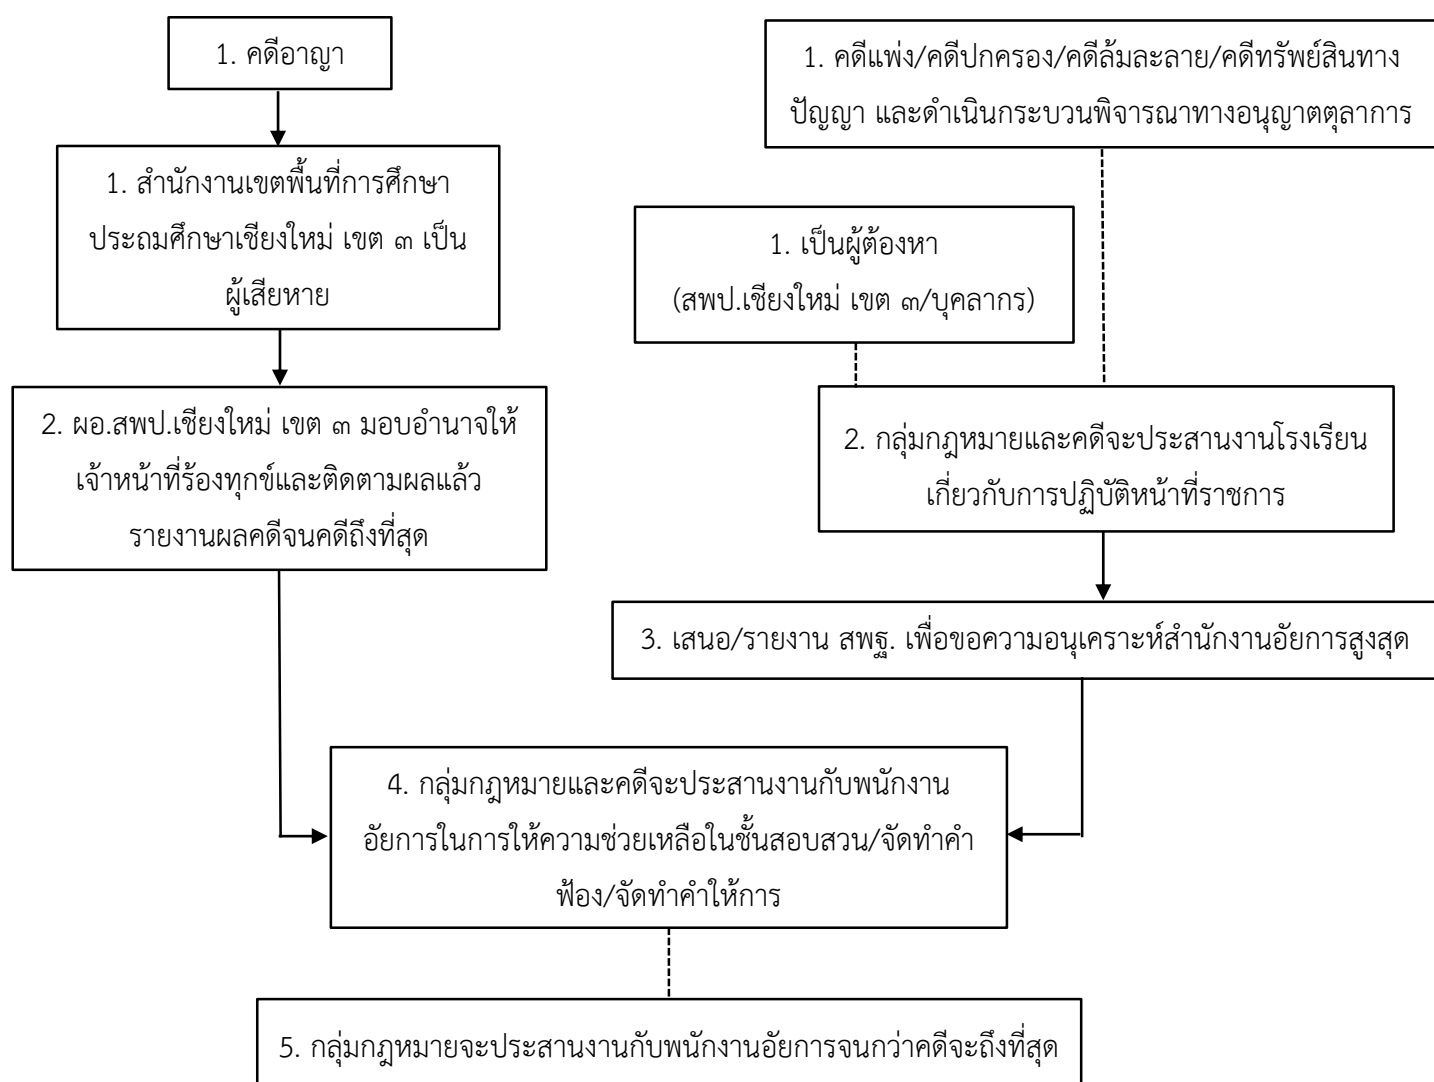 1. คดีอาญา
1. คดีแพ่ง/คดีปกครอง/คดีล้มละลาย/คดีทรัพย์สินทาง
ปัญญา และดำเนินกระบวนพิจารณาทางอนุญาตตุลาการ
1. สำนักงานเขตพื้นที่การศึกษา
ประถมศึกษาเชียงใหม่ เขต ๓ เป็น
ผู้เสียหาย
1. เป็นผู้ต้องหา
(สพป.เชียงใหม่ เขต ๓/บุคลากร)
2. ผอ.สพป.เชียงใหม่ เขต ๓ มอบอำนาจให้
เจ้าหน้าที่ร้องทุกข์และติดตามผลแล้ว
รายงานผลคดีจนคดีถึงที่สุด
2. กลุ่มกฎหมายและคดีจะประสานงานโรงเรียน
เกี่ยวกับการปฏิบัติหน้าที่ราชการ
3. เสนอ/รายงาน สพฐ. เพื่อขอความอนุเคราะห์สำนักงานอัยการสูงสุด
4. กลุ่มกฎหมายและคดีจะประสานงานกับพนักงาน
อัยการในการให้ความช่วยเหลือในชั้นสอบสวน/จัดทำคำ
ฟ้อง/จัดทำคำให้การ
5. กลุ่มกฎหมายจะประสานงานกับพนักงานอัยการจนกว่าคดีจะถึงที่สุด